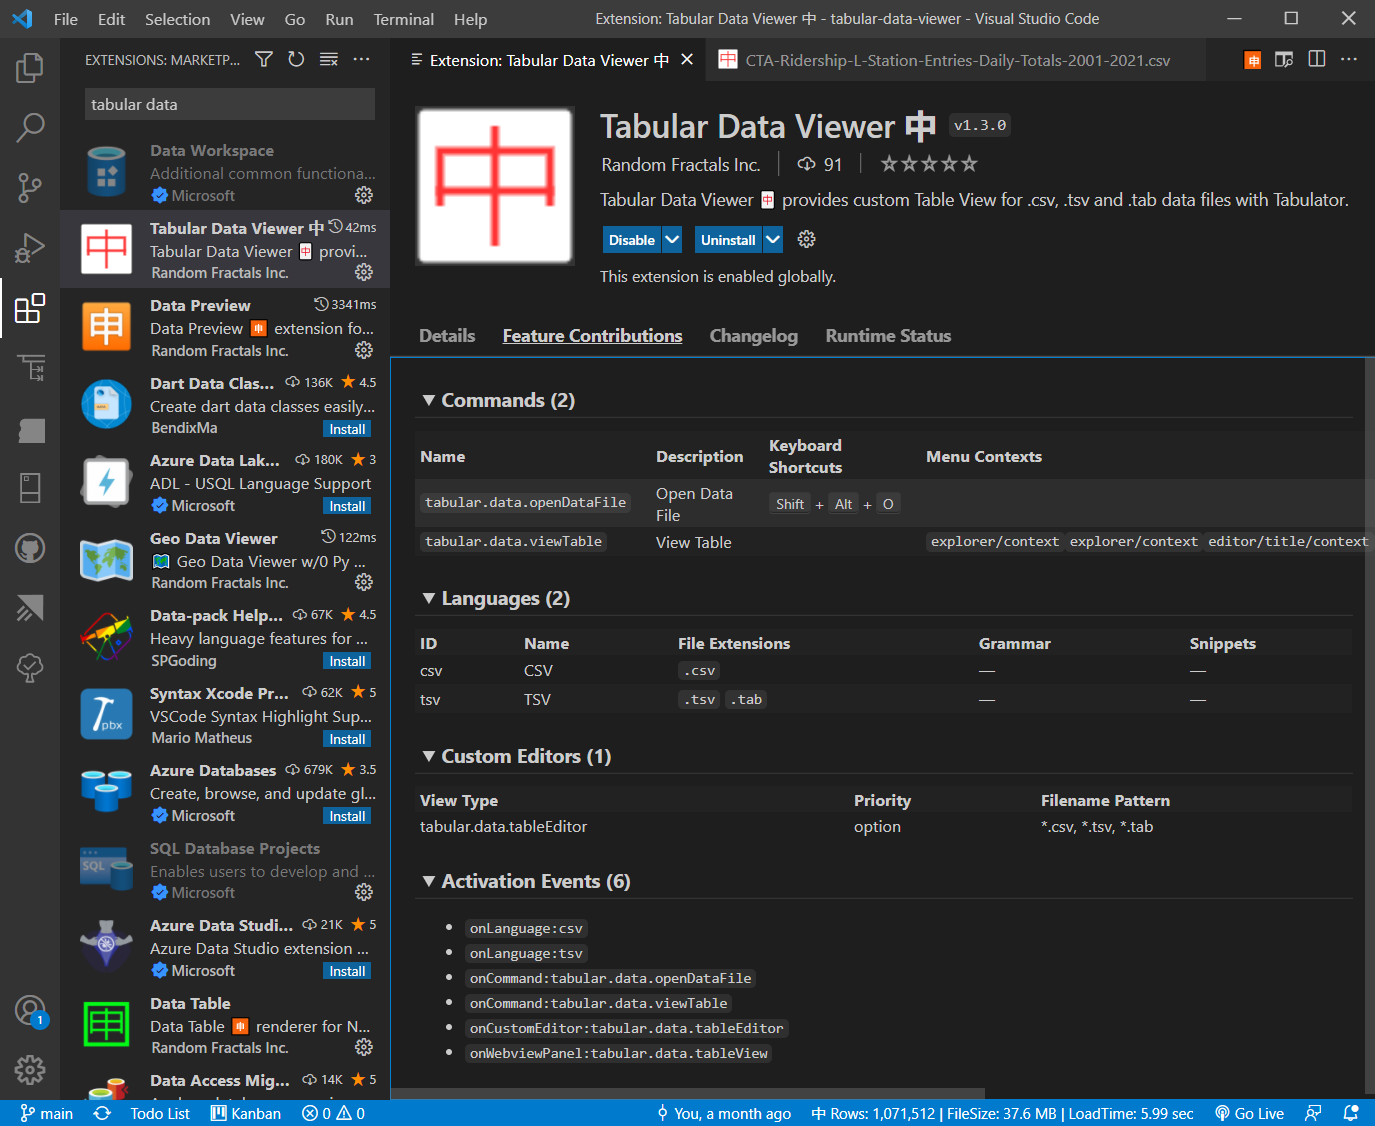 File Edit Selection View Go Run Terminal Help Extension: Tabular Data Viewer 中 - tabular-data-viewer - Visual Studio Code
EXTENSIONS: MARKETP...
tabular data
Data Workspace
Additional common functiona...
Microsoft
Tabular Data Viewer 中 42ms
Tabular Data Viewer 中 provi...
Random Fractals Inc.
Data Preview 3341ms
Data Preview 申 extension fo...
Random Fractals Inc.
Dart Data Clas... 136K ★ 4.5
Create dart data classes easily...
BendixMa Install
Azure Data Lak... 180K ★ 3
ADL - USQL Language Support
Microsoft Install
Geo Data Viewer 122ms
Geo Data Viewer w/0 Py ...
Random Fractals Inc.
Data-pack Help... 67K ★ 4.5
Heavy language features for ...
SPGoding Install
pbx
Syntax Xcode Pr... 62K ★ 5
VSCode Syntax Highlight Sup...
Mario Matheus Install
Azure Databases 679K ★ 3.5
Create, browse, and update gl...
Microsoft Install
SQL
SQL Database Projects
Enables users to develop and ...
Microsoft
Azure Data Studi... 21K ★ 5
Azure Data Studio extension ...
Microsoft Install
申
Data Table
Data Table 申 renderer for N...
Random Fractals Inc.
Data Access Mig... 14K ★ 5
1
Extension: Tabular Data Viewer 中
中 CTA-Ridership-L-Station-Entries-Daily-Totals-2001-2021.csv
申
中
Tabular Data Viewer 中 v1.3.0
Random Fractals Inc. | 91 | ☆☆☆☆☆
Tabular Data Viewer 中 provides custom Table View for .csv, .tsv and .tab data files with Tabulator.
Disable Uninstall
This extension is enabled globally.
Details Feature Contributions Changelog Runtime Status
Commands (2)
Name Description Keyboard Shortcuts Menu Contexts
tabular.data.openDataFile Open Data File Shift + Alt + O
tabular.data.viewTable View Table explorer/context explorer/context editor/title/context
Languages (2)
ID Name File Extensions Grammar Snippets
csv CSV .csv — —
tsv TSV .tsv .tab — —
Custom Editors (1)
View Type Priority Filename Pattern
tabular.data.tableEditor option *.csv, *.tsv, *.tab
Activation Events (6)
• onLanguage:csv
• onLanguage:tsv
• onCommand:tabular.data.openDataFile
• onCommand:tabular.data.viewTable
• onCustomEditor:tabular.data.tableEditor
• onWebviewPanel:tabular.data.tableView
main Todo List Kanban 0 0 You, a month ago 中 Rows: 1,071,512 | FileSize: 37.6 MB | LoadTime: 5.99 sec Go Live